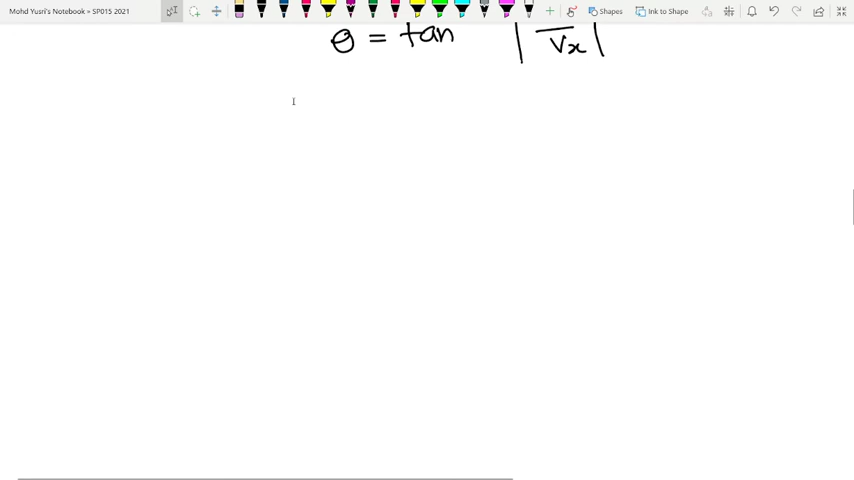 Mohd Yusri's Notebook » SP015 2021
Shapes
Ink to Shape
θ = tan | Vx |